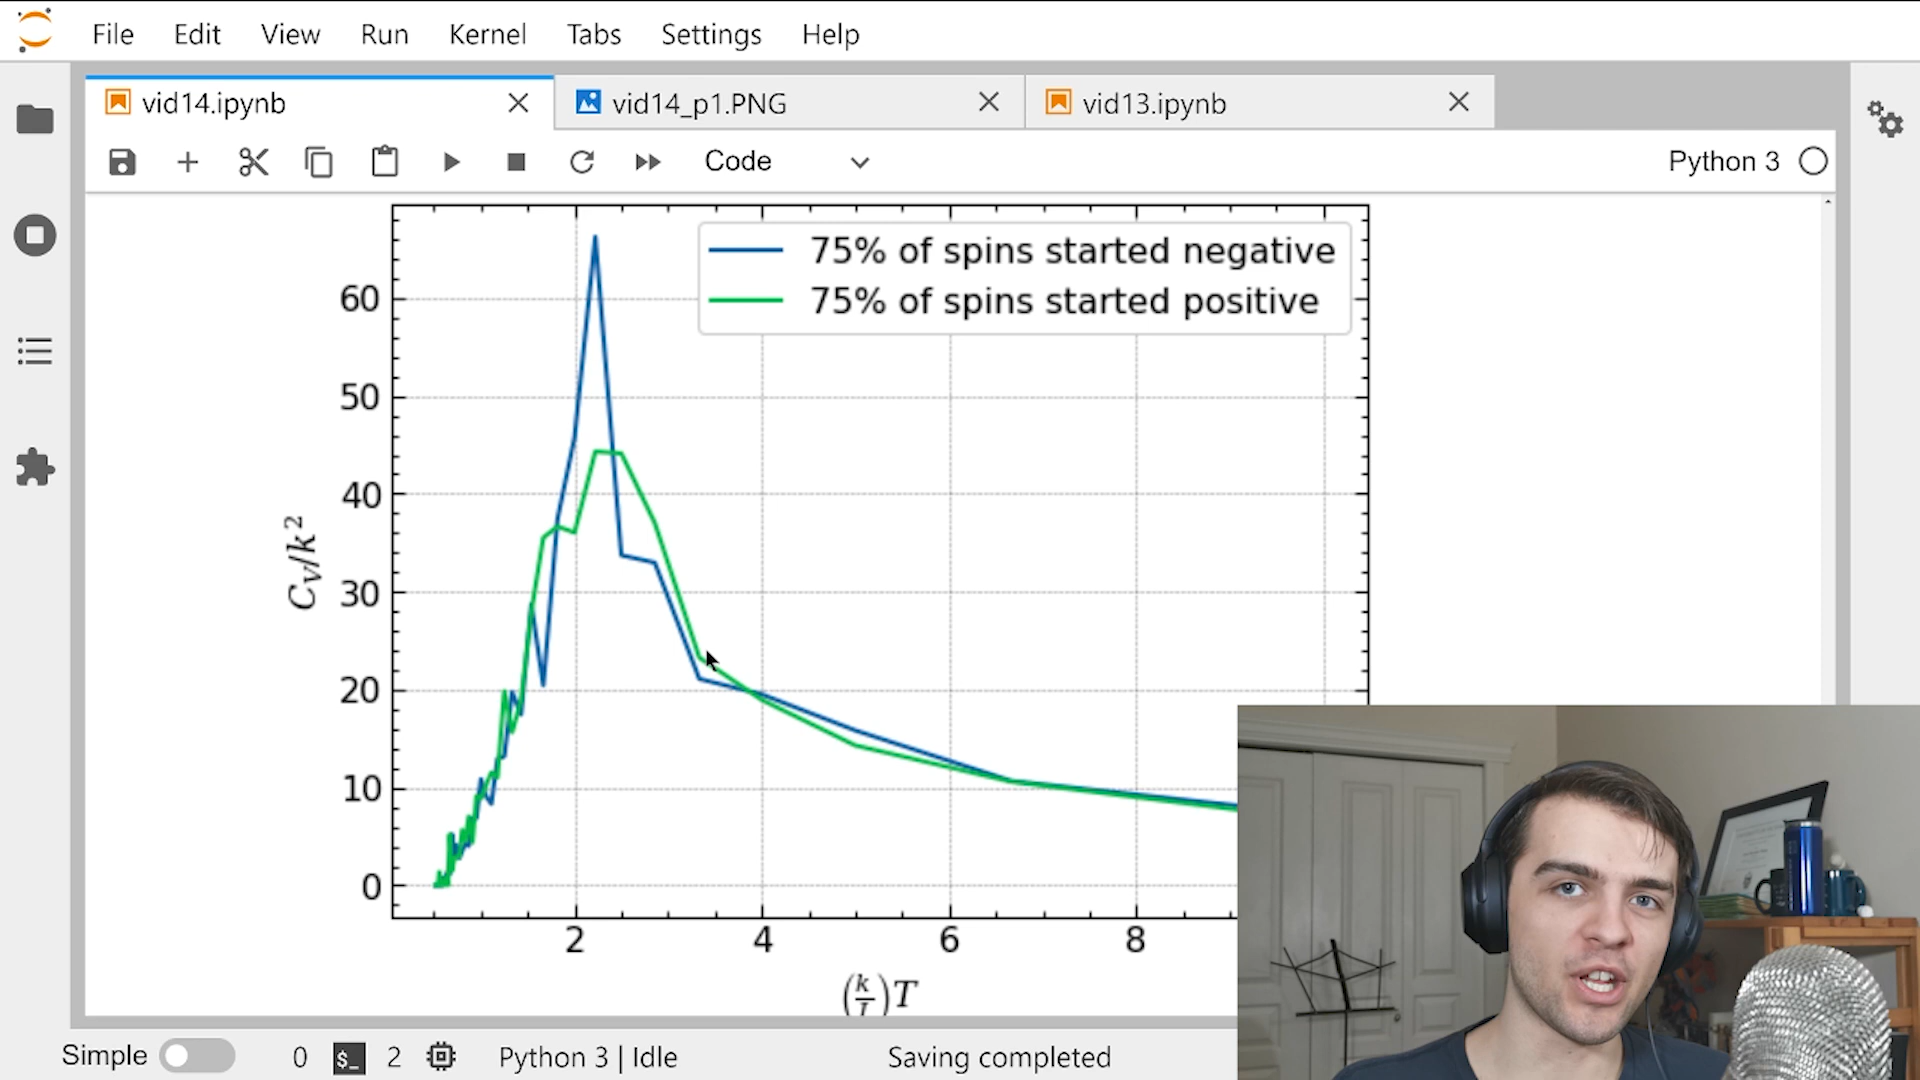 File Edit View Run Kernel Tabs Settings Help
vid14.ipynb
vid14_p1.PNG
vid13.ipynb
Code
Python 3
75% of spins started negative
75% of spins started positive
60
50
40
30
20
10
0
C_V/k^2
2 4 6 8
(k/J)T
Simple 0 $_ 2 Python 3 | Idle Saving completed